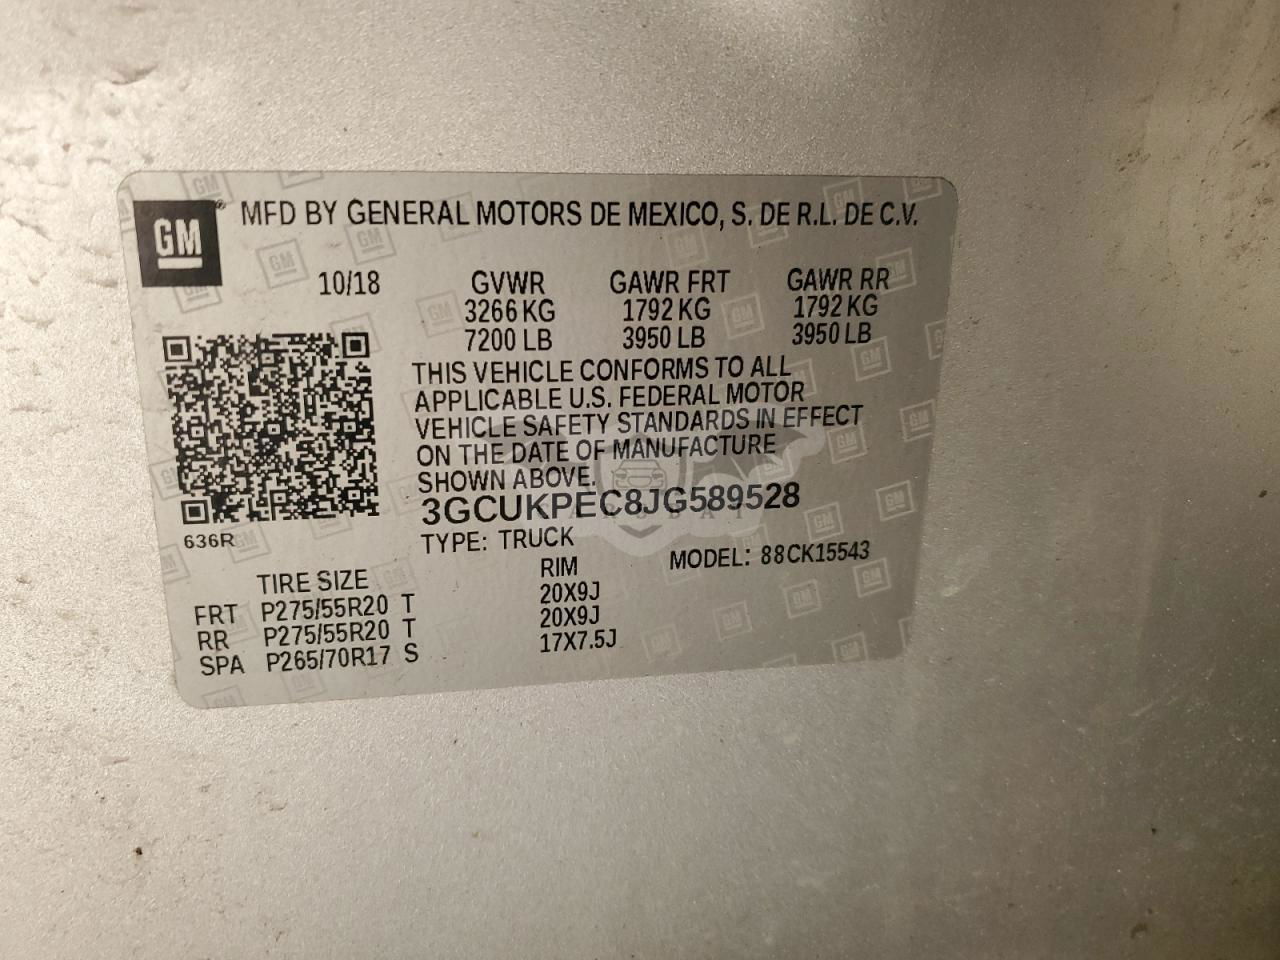 GM® MFD BY GENERAL MOTORS DE MEXICO, S. DE R.L. DE C.V.
10/18 GVWR GAWR FRT GAWR RR
3266 KG 1792 KG 1792 KG
7200 LB 3950 LB 3950 LB
THIS VEHICLE CONFORMS TO ALL
APPLICABLE U.S. FEDERAL MOTOR
VEHICLE SAFETY STANDARDS IN EFFECT
ON THE DATE OF MANUFACTURE
SHOWN ABOVE.
3GCUKPEC8JG589528
636R TYPE: TRUCK MODEL: 88CK15543
TIRE SIZE RIM
FRT P275/55R20 T 20X9J
RR P275/55R20 T 20X9J
SPA P265/70R17 S 17X7.5J